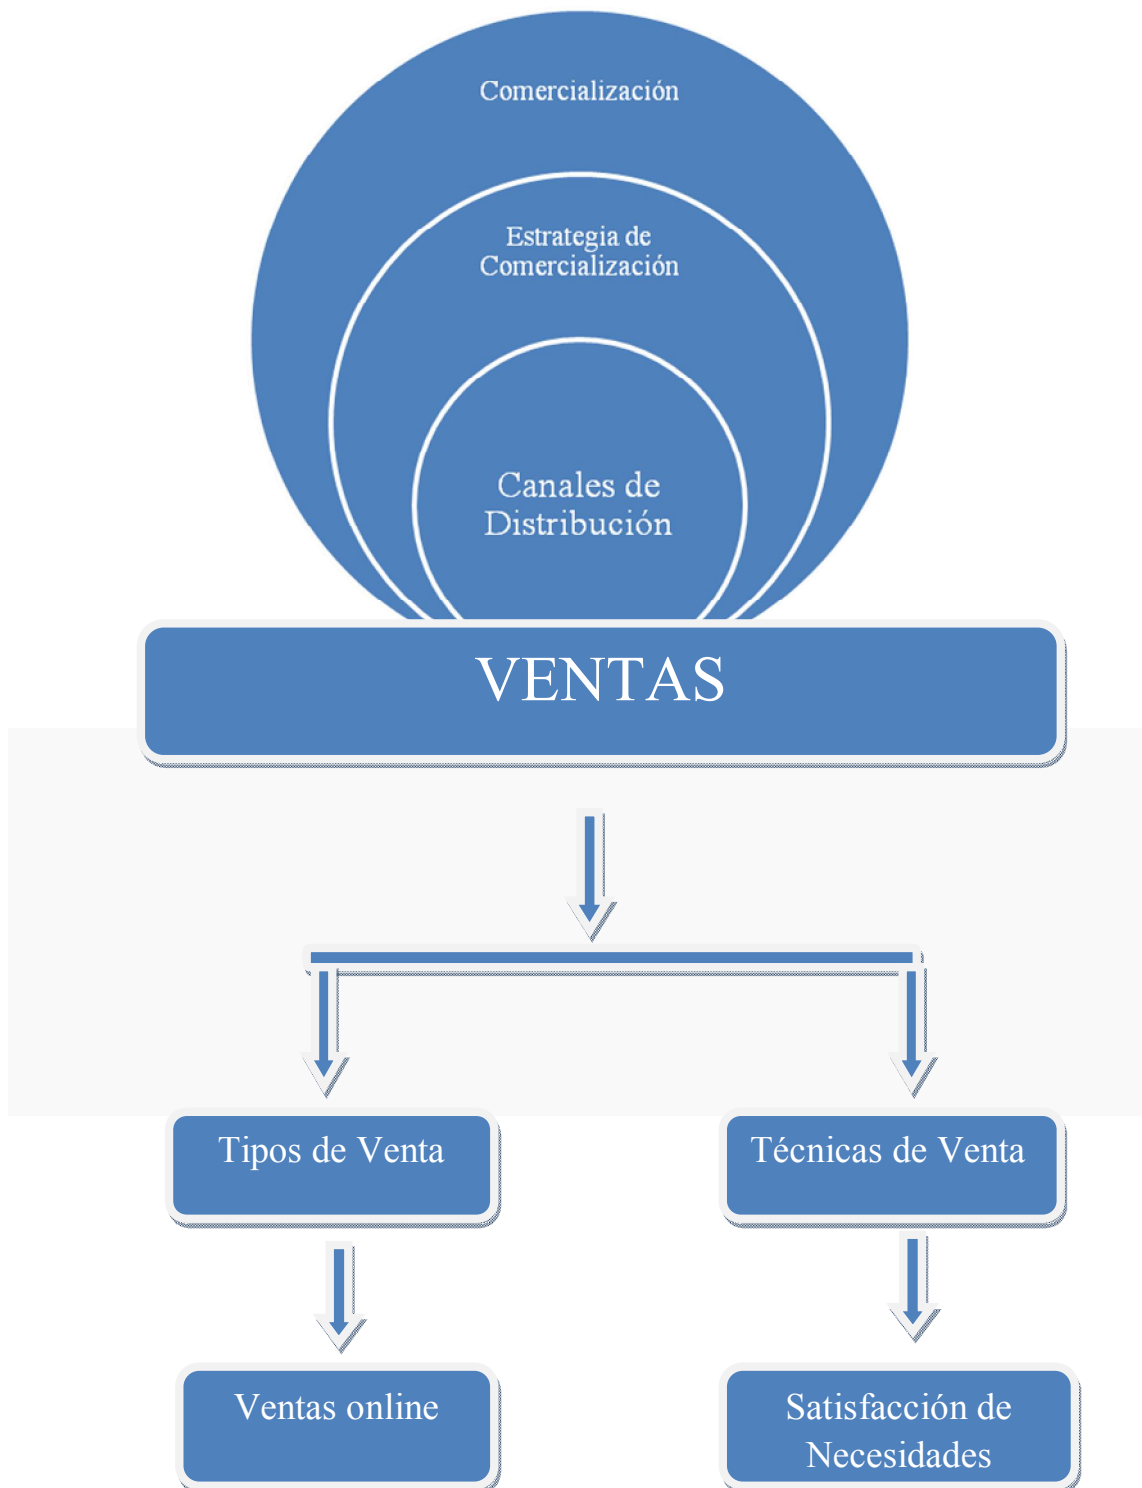 Comercialización
Estrategia de
Comercialización
Canales de
Distribución
VENTAS
Tipos de Venta
Técnicas de Venta
Ventas online
Satisfacción de
Necesidades